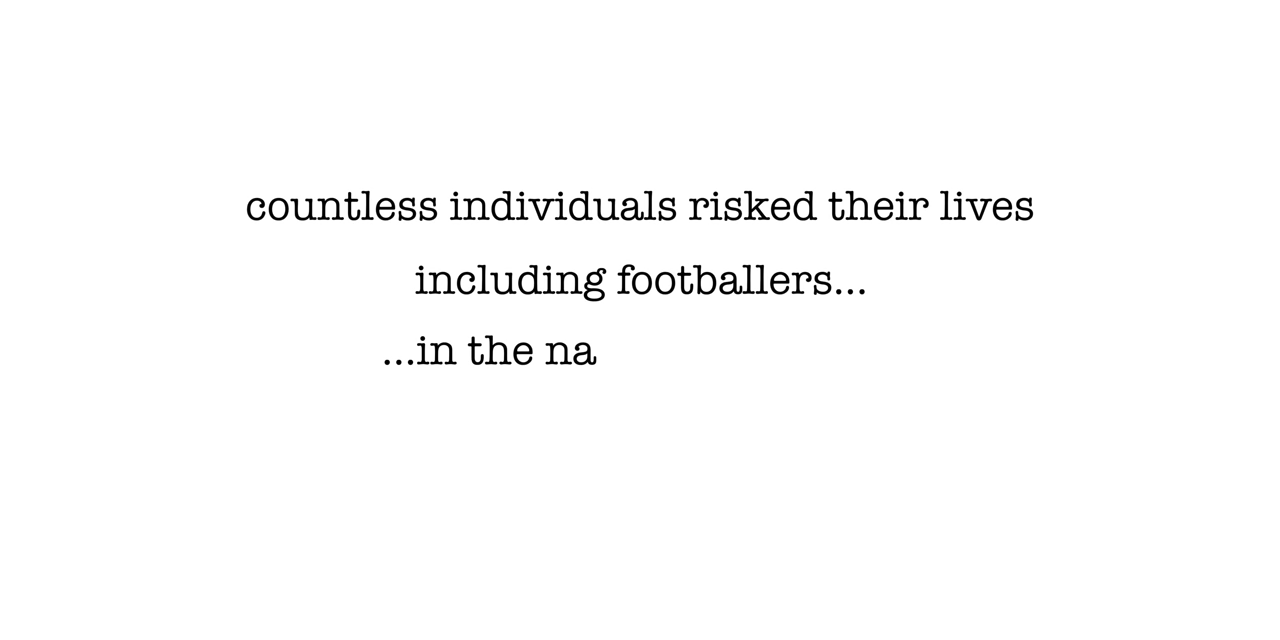 countless individuals risked their lives
including footballers...
...in the na